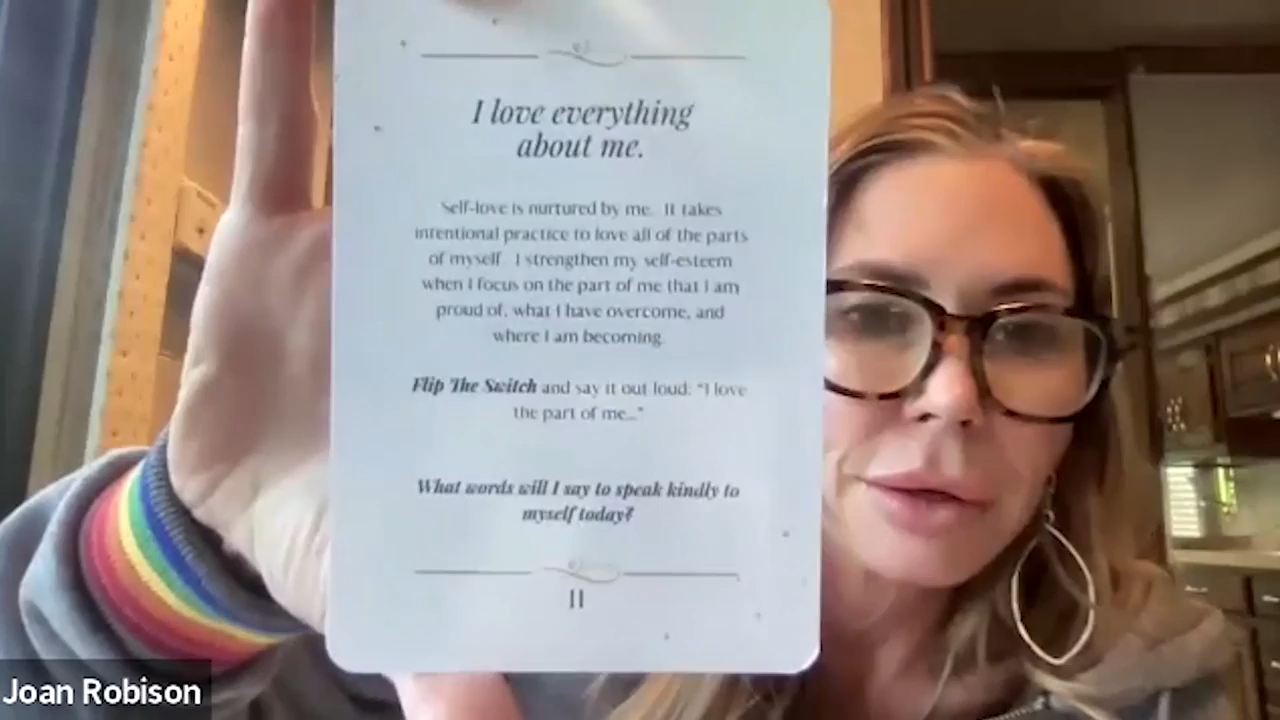 I love everything
about me.
Self-love is nurtured by me. It takes
intentional practice to love all of the parts
of myself. I strengthen my self-esteem
when I focus on the part of me that I am
proud of, what I have overcome, and
where I am becoming.
Flip The Switch and say it out loud: “I love
the part of me...”
What words will I say to speak kindly to
myself today?
11
Joan Robison